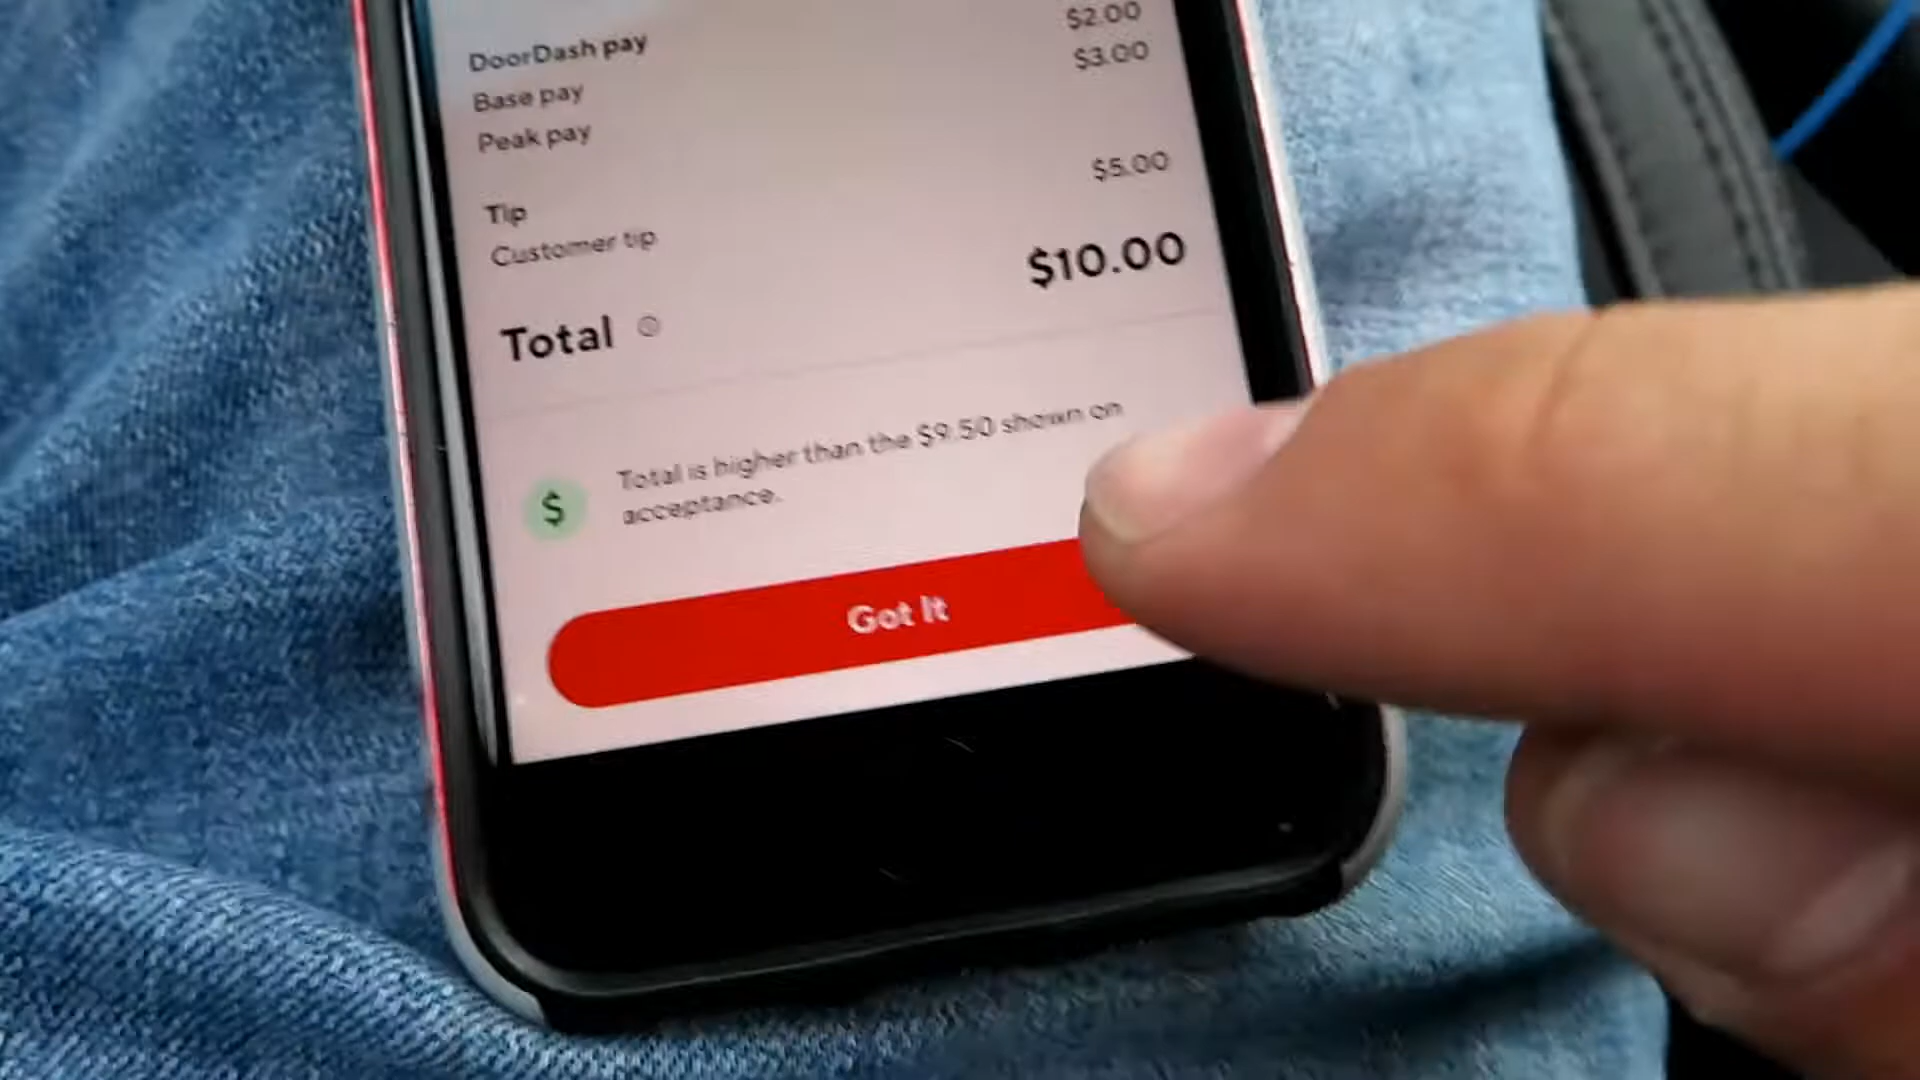 DoorDash pay
Base pay $2.00
Peak pay $3.00
Tip
Customer tip $5.00
Total $10.00
$ Total is higher than the $9.50 shown on
acceptance.
Got It